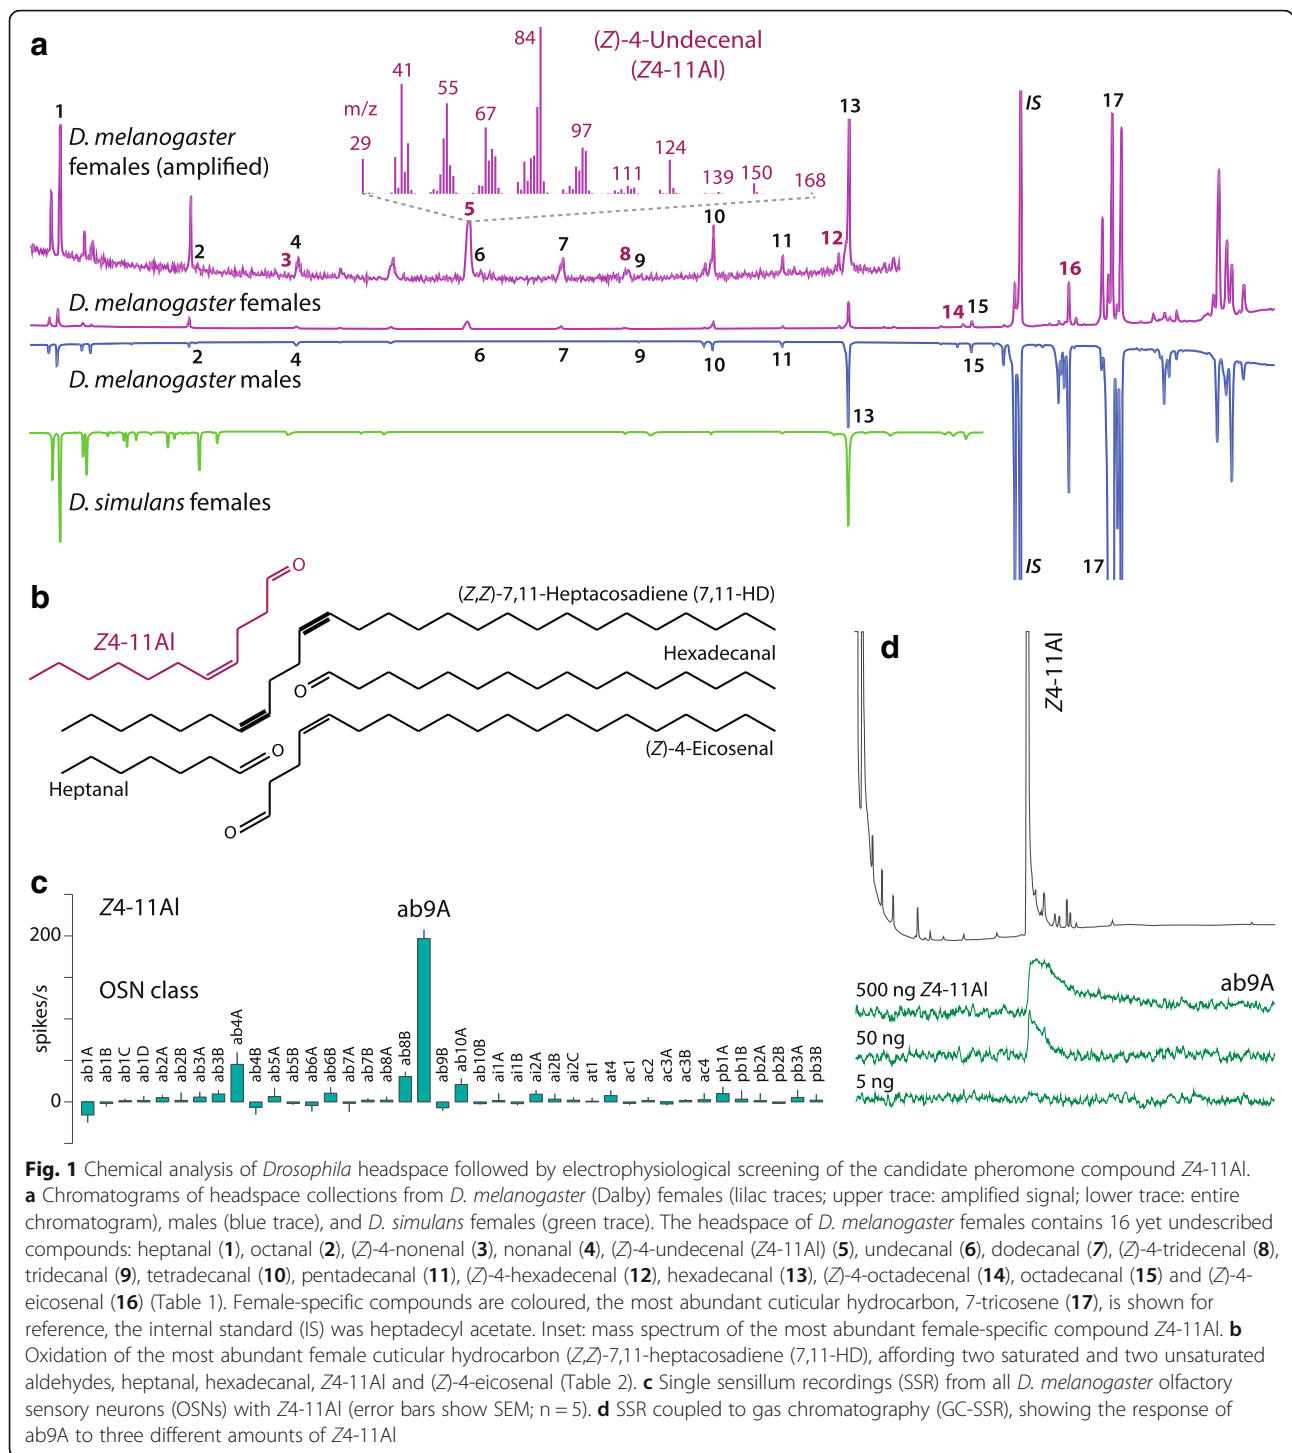 a
(Z)-4-Undecenal
(Z4-11Al)
84
41
55
67
97
m/z
29
111
124
139
150
168
1
D. melanogaster
females (amplified)
2
3
4
5
6
7
8
9
10
11
12
13
IS
17
16
D. melanogaster females
14
15
2
4
6
7
9
10
11
15
D. melanogaster males
13
D. simulans females
IS
17
b
Z4-11Al
O
(Z,Z)-7,11-Heptacosadiene (7,11-HD)
Hexadecanal
O
(Z)-4-Eicosenal
O
Heptanal
O
c
Z4-11Al
ab9A
200
OSN class
spikes/s
0
ab1A
ab1B
ab1C
ab1D
ab2A
ab2B
ab3A
ab3B
ab4A
ab4B
ab5A
ab5B
ab6A
ab6B
ab7A
ab7B
ab8A
ab8B
ab9B
ab10A
ab10B
ai1A
ai1B
ai2A
ai2B
ai2C
at1
at4
ac1
ac2
ac3A
ac3B
ac4
pb1A
pb1B
pb2A
pb2B
pb3A
pb3B
d
Z4-11Al
500 ng Z4-11Al
ab9A
50 ng
5 ng
Fig. 1 Chemical analysis of Drosophila headspace followed by electrophysiological screening of the candidate pheromone compound Z4-11Al.
a Chromatograms of headspace collections from D. melanogaster (Dalby) females (lilac traces; upper trace: amplified signal; lower trace: entire
chromatogram), males (blue trace), and D. simulans females (green trace). The headspace of D. melanogaster females contains 16 yet undescribed
compounds: heptanal (1), octanal (2), (Z)-4-nonenal (3), nonanal (4), (Z)-4-undecenal (Z4-11Al) (5), undecanal (6), dodecanal (7), (Z)-4-tridecenal (8),
tridecanal (9), tetradecanal (10), pentadecanal (11), (Z)-4-hexadecenal (12), hexadecanal (13), (Z)-4-octadecenal (14), octadecanal (15) and (Z)-4-
eicosenal (16) (Table 1). Female-specific compounds are coloured, the most abundant cuticular hydrocarbon, 7-tricosene (17), is shown for
reference, the internal standard (IS) was heptadecyl acetate. Inset: mass spectrum of the most abundant female-specific compound Z4-11Al. b
Oxidation of the most abundant female cuticular hydrocarbon (Z,Z)-7,11-heptacosadiene (7,11-HD), affording two saturated and two unsaturated
aldehydes, heptanal, hexadecanal, Z4-11Al and (Z)-4-eicosenal (Table 2). c Single sensillum recordings (SSR) from all D. melanogaster olfactory
sensory neurons (OSNs) with Z4-11Al (error bars show SEM; n = 5). d SSR coupled to gas chromatography (GC-SSR), showing the response of
ab9A to three different amounts of Z4-11Al